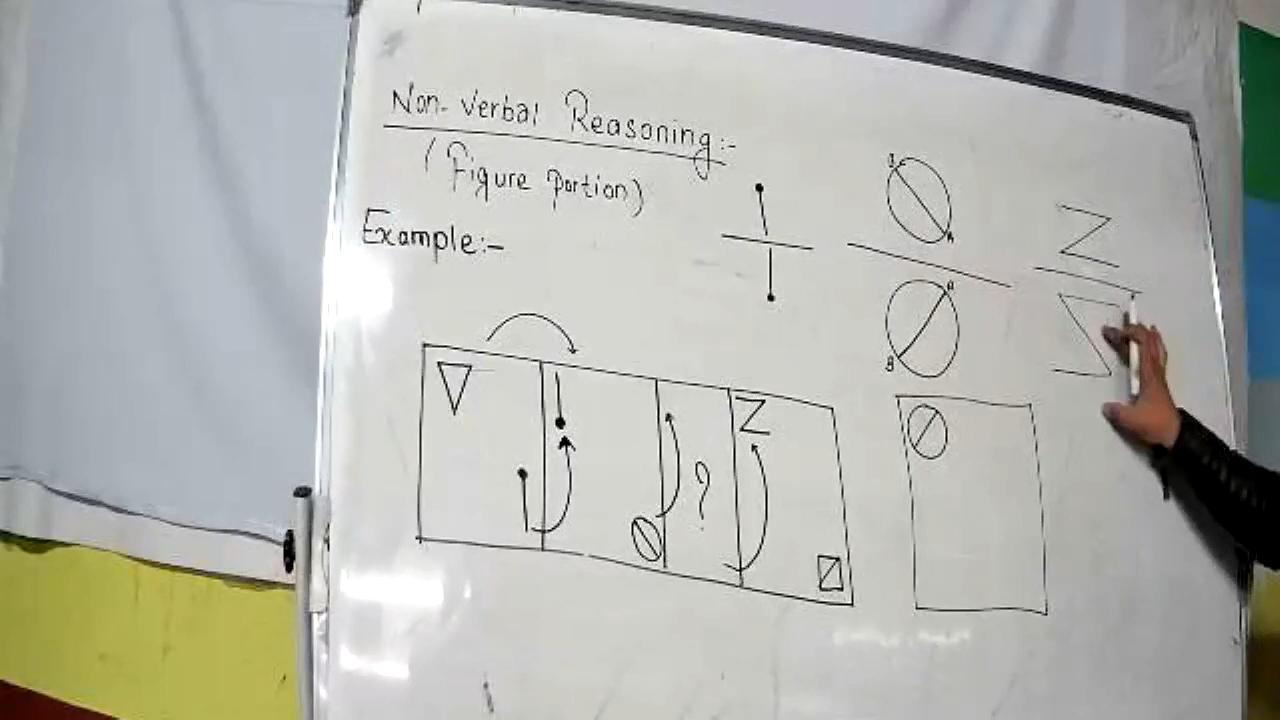 Non-Verbal Reasoning:-
(Figure portion)
Example:-
?
Z
Z
B
A
A
B